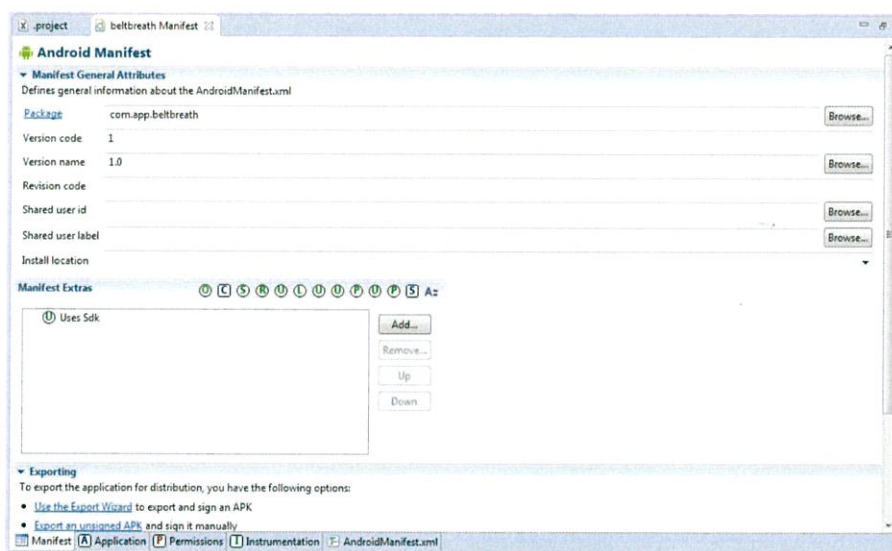 .project
beltbreath Manifest
Android Manifest
Manifest General Attributes
Defines general information about the AndroidManifest.xml
Package com.app.beltbreath Browse...
Version code 1
Version name 1.0 Browse...
Revision code
Shared user id Browse...
Shared user label Browse...
Install location
Manifest Extras O C S R U L U U P U P S Az
U Uses Sdk
Add...
Remove...
Up
Down
Exporting
To export the application for distribution, you have the following options:
• Use the Export Wizard to export and sign an APK
• Export an unsigned APK and sign it manually
Manifest A Application P Permissions I Instrumentation AndroidManifest.xml